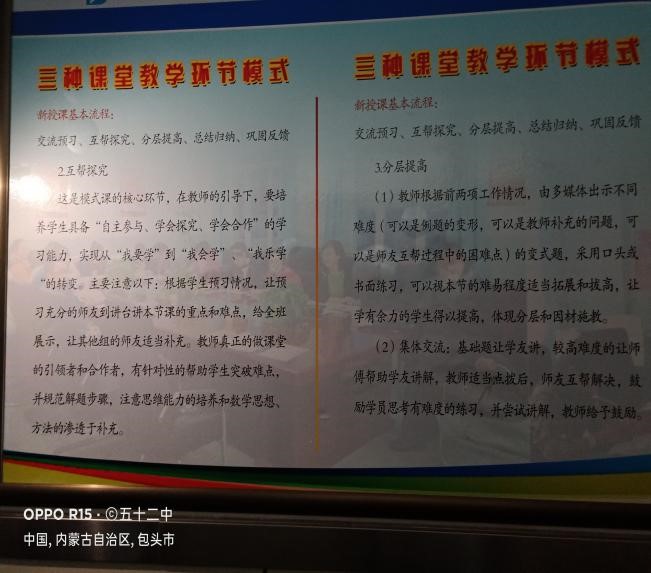 三种课堂教学环节模式
新授课基本流程：
交流预习、互帮探究、分层提高、总结归纳、巩固反馈
2.互帮探究
这是模式课的核心环节，在教师的引导下，要培
养学生具备“自主参与、学会探究、学会合作”的学
习能力，实现从“我要学”到“我会学”、“我乐学
“的转变。主要注意以下：根据学生预习情况，让预
习充分的师友到讲台讲本节课的重点和难点，给全班
展示，让其他组的师友适当补充。教师真正的做课堂
的引领者和合作者，有针对性的帮助学生突破难点，
并规范解题步骤，注意思维能力的培养和数学思想、
方法的渗透于补充。
三种课堂教学环节模式
新授课基本流程：
交流预习、互帮探究、分层提高、总结归纳、巩固反馈
3.分层提高
（1）教师根据前两项工作情况，由多媒体出示不同
难度（可以是例题的变形，可以是教师补充的问题，可
以是师友互帮过程中的困难点）的变式题，采用口头或
书面练习，可以视本节的难易程度适当拓展和拔高，让
学有余力的学生得以提高，体现分层和因材施教。
（2）集体交流：基础题让学友讲，较高难度的让师
傅帮助学友讲解，教师适当点拨后，师友互帮解决，鼓
励学员思考有难度的练习，并尝试讲解，教师给予鼓励。
OPPO R15·©五十二中
中国, 内蒙古自治区, 包头市